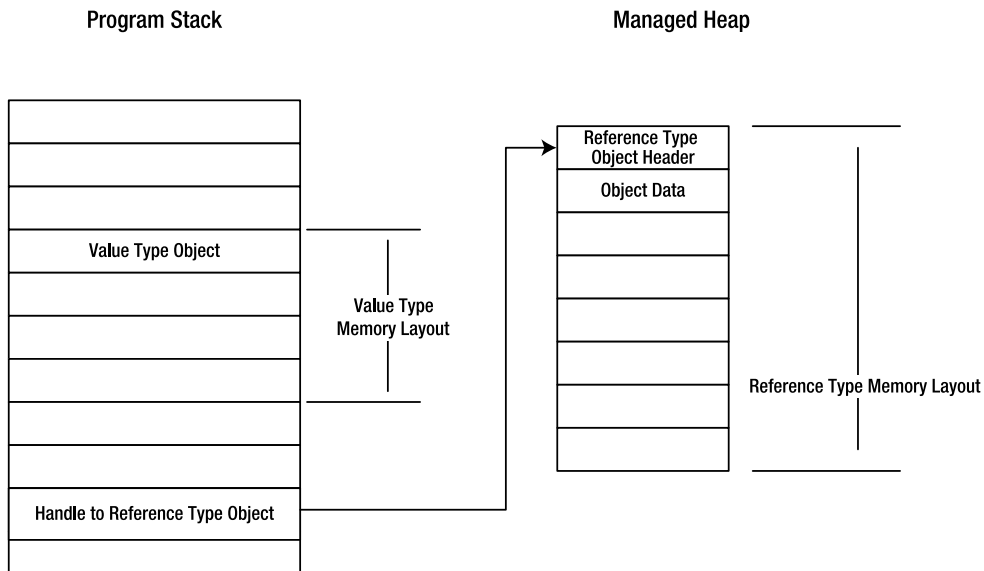 Program Stack
Managed Heap
Reference Type
Object Header
Object Data
Value Type Object
Value Type
Memory Layout
Reference Type Memory Layout
Handle to Reference Type Object